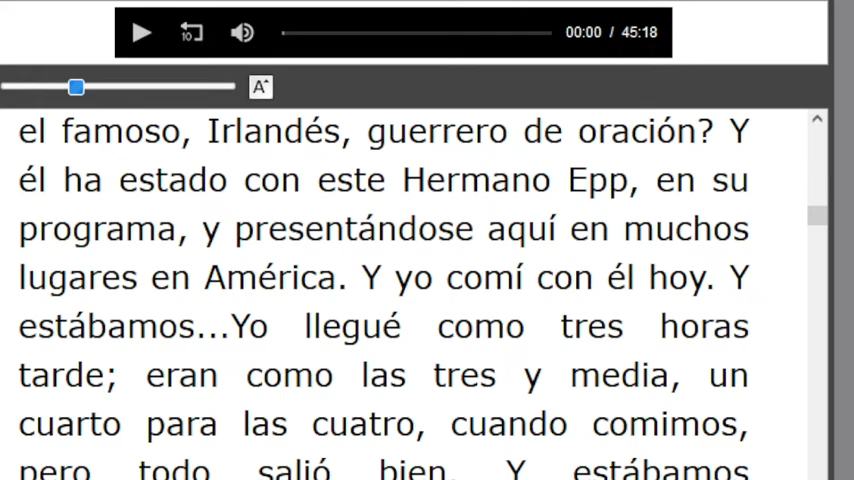 10
00:00 / 45:18
A
el famoso, Irlandés, guerrero de oración? Y
él ha estado con este Hermano Epp, en su
programa, y presentándose aquí en muchos
lugares en América. Y yo comí con él hoy. Y
estábamos...Yo llegué como tres horas
tarde; eran como las tres y media, un
cuarto para las cuatro, cuando comimos,
pero todo salió bien. Y estábamos